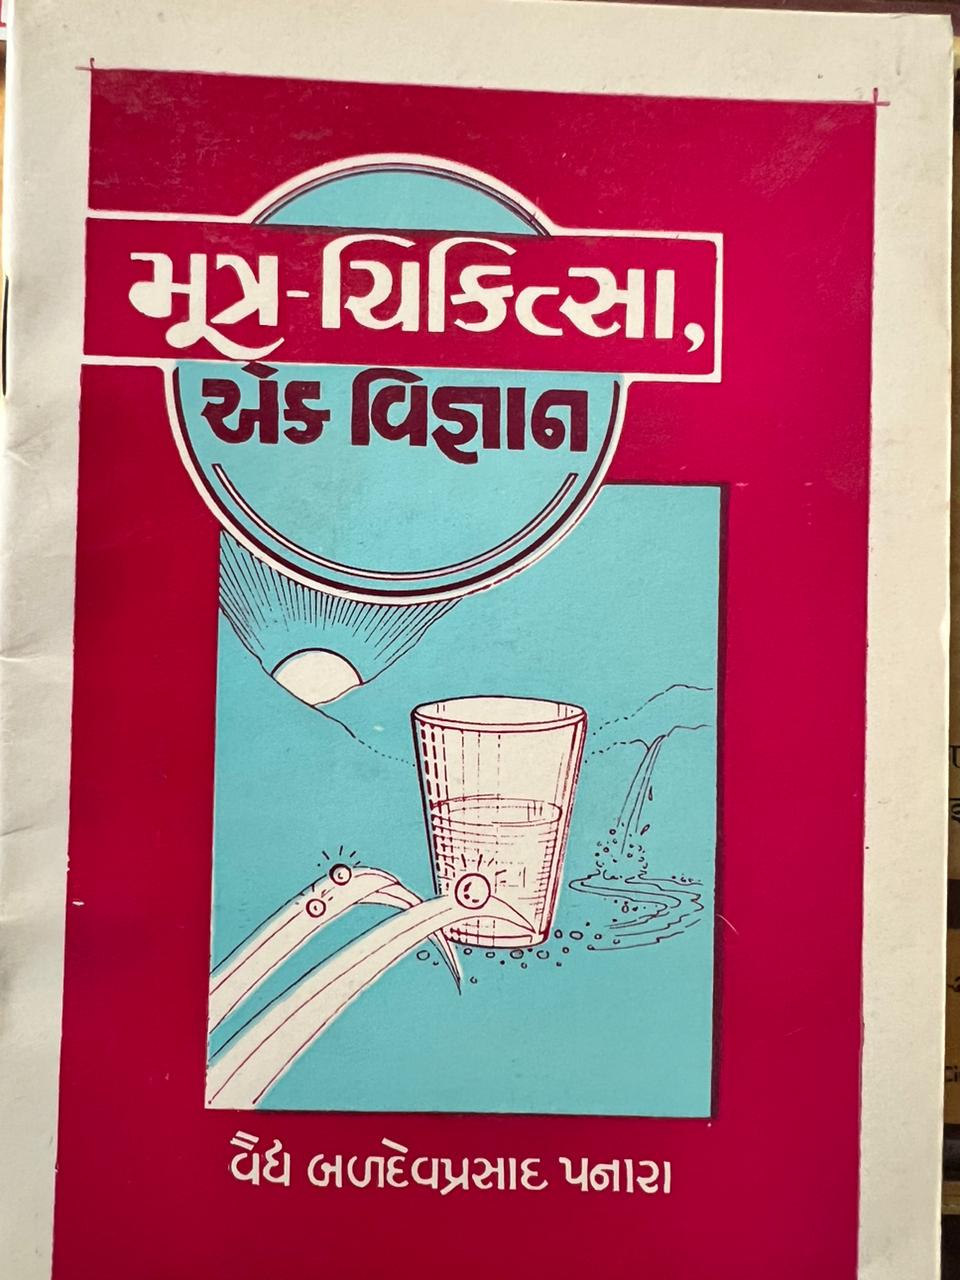 મૂત્ર-ચિકિત્સા,
એક વિજ્ઞાન
વૈદ્ય બળદેવપ્રસાદ પનારા